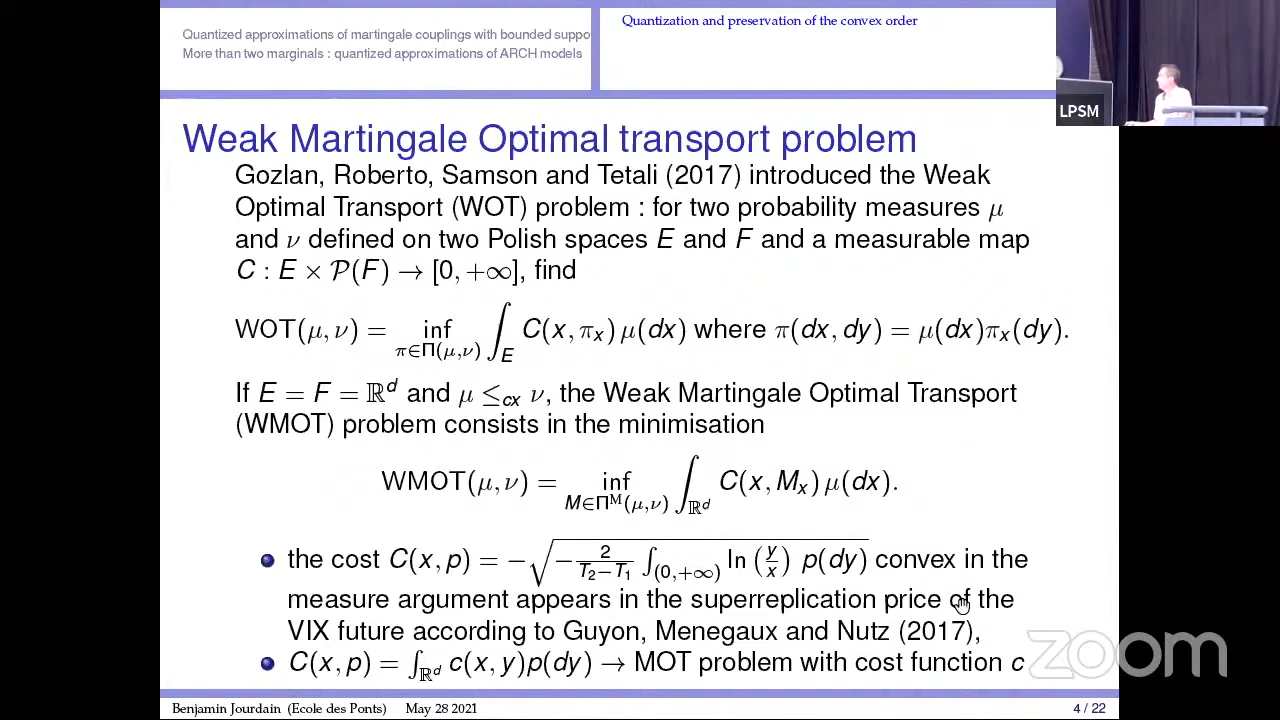 Quantized approximations of martingale couplings with bounded suppo
More than two marginals : quantized approximations of ARCH models
Quantization and preservation of the convex order
LPSM
Weak Martingale Optimal transport problem
Gozlan, Roberto, Samson and Tetali (2017) introduced the Weak
Optimal Transport (WOT) problem : for two probability measures μ
and ν defined on two Polish spaces E and F and a measurable map
C : E × P(F) → [0, +∞], find
WOT(μ, ν) = inf_{π∈Π(μ,ν)} ∫_E C(x, π_x) μ(dx) where π(dx, dy) = μ(dx)π_x(dy).
If E = F = ℝ^d and μ ≤_cx ν, the Weak Martingale Optimal Transport
(WMOT) problem consists in the minimisation
WMOT(μ, ν) = inf_{M∈Π^M(μ,ν)} ∫_{ℝ^d} C(x, M_x) μ(dx).
the cost C(x, p) = −√(−2/(T_2−T_1) ∫_{(0,+∞)} ln (y/x) p(dy)) convex in the
measure argument appears in the superreplication price of the
VIX future according to Guyon, Menegaux and Nutz (2017),
C(x, p) = ∫_{ℝ^d} c(x, y)p(dy) → MOT problem with cost function c
zoom
Benjamin Jourdain (Ecole des Ponts) May 28 2021 4 / 22